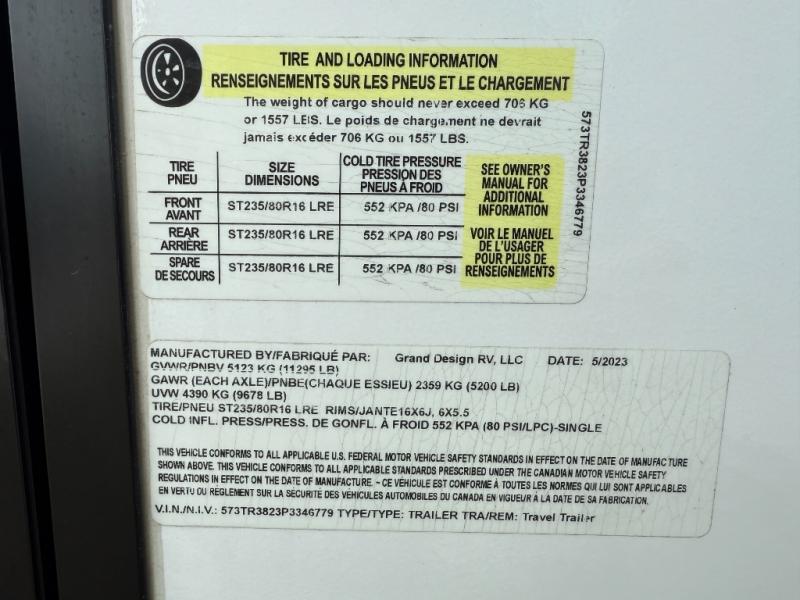 TIRE AND LOADING INFORMATION
RENSEIGNEMENTS SUR LES PNEUS ET LE CHARGEMENT
The weight of cargo should never exceed 706 KG
or 1557 LBS. Le poids de chargement ne devrait
jamais excéder 706 KG ou 1557 LBS.
TIRE PNEU SIZE DIMENSIONS COLD TIRE PRESSURE PRESSION DES PNEUS À FROID
FRONT AVANT ST235/80R16 LRE 552 KPA /80 PSI
REAR ARRIÈRE ST235/80R16 LRE 552 KPA /80 PSI
SPARE DE SECOURS ST235/80R16 LRE 552 KPA /80 PSI
SEE OWNER'S
MANUAL FOR
ADDITIONAL
INFORMATION
VOIR LE MANUEL
DE L'USAGER
POUR PLUS DE
RENSEIGNEMENTS
573TR3823P3346779
MANUFACTURED BY/FABRIQUÉ PAR: Grand Design RV, LLC DATE: 5/2023
GVWR/PNBV 5123 KG (11295 LB)
GAWR (EACH AXLE)/PNBE(CHAQUE ESSIEU) 2359 KG (5200 LB)
UVW 4390 KG (9678 LB)
TIRE/PNEU ST235/80R16 LRE RIMS/JANTE16X6J, 6X5.5
COLD INFL. PRESS/PRESS. DE GONFL. À FROID 552 KPA (80 PSI/LPC)-SINGLE
THIS VEHICLE CONFORMS TO ALL APPLICABLE U.S. FEDERAL MOTOR VEHICLE SAFETY STANDARDS IN EFFECT ON THE DATE OF MANUFACTURE
SHOWN ABOVE. THIS VEHICLE CONFORMS TO ALL APPLICABLE STANDARDS PRESCRIBED UNDER THE CANADIAN MOTOR VEHICLE SAFETY
REGULATIONS IN EFFECT ON THE DATE OF MANUFACTURE. - CE VÉHICULE EST CONFORME À TOUTES LES NORMES QUI LUI SONT APPLICABLES
EN VERTU DU RÈGLEMENT SUR LA SÉCURITÉ DES VÉHICULES AUTOMOBILES DU CANADA EN VIGUEUR À LA DATE DE SA FABRICATION.
V.I.N./N.I.V.: 573TR3823P3346779 TYPE/TYPE: TRAILER TRA/REM: Travel Trailer